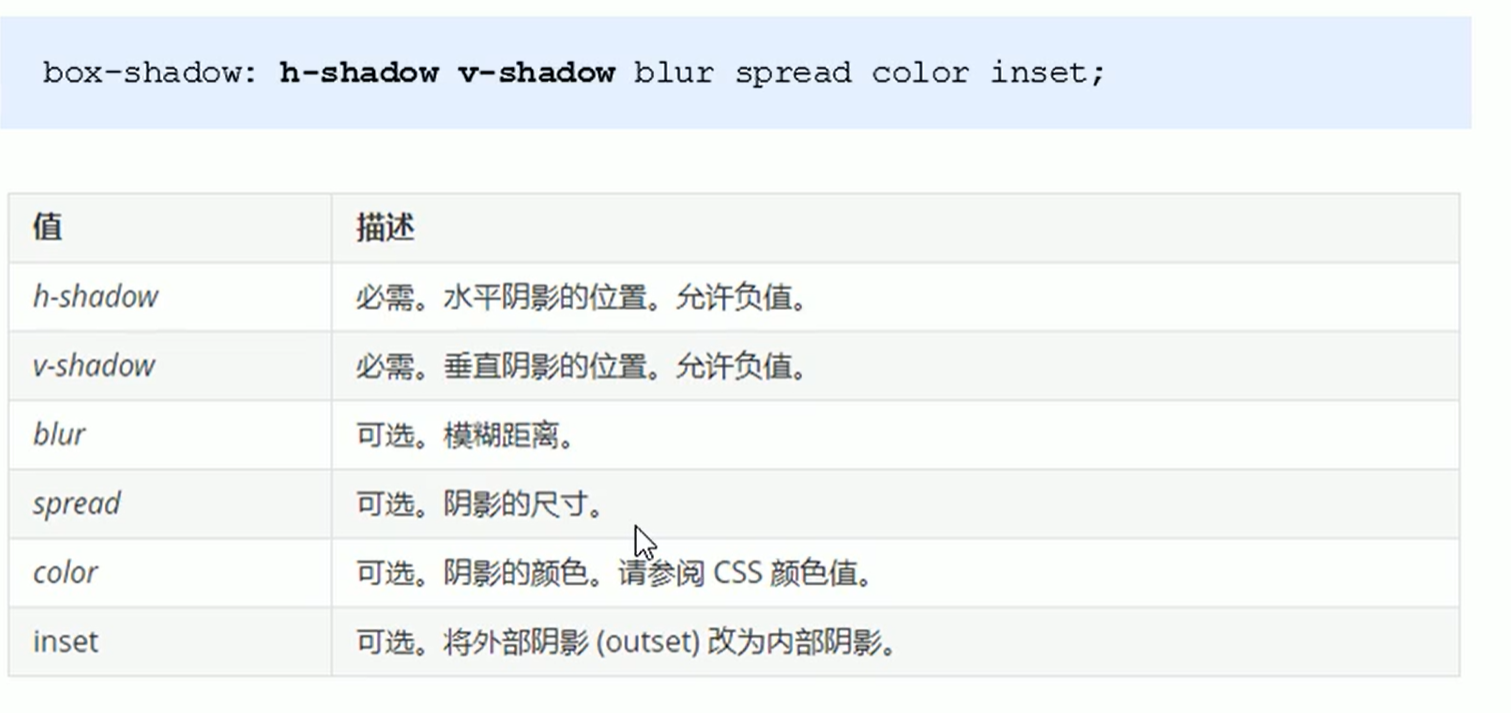 box-shadow: h-shadow v-shadow blur spread color inset;
值 描述
h-shadow 必需。水平阴影的位置。允许负值。
v-shadow 必需。垂直阴影的位置。允许负值。
blur 可选。模糊距离。
spread 可选。阴影的尺寸。
color 可选。阴影的颜色。请参阅 CSS 颜色值。
inset 可选。将外部阴影 (outset) 改为内部阴影。